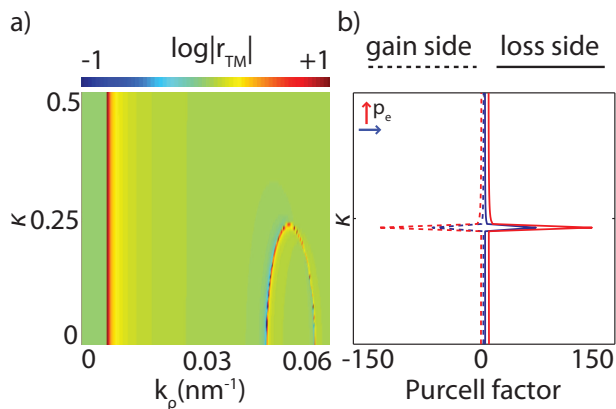 a)
log|r_TM|
-1 +1
0.5
κ
0.25
0
0 0.03 0.06
k_ρ(nm⁻¹)
b)
gain side loss side
p_e
κ
-150 0 150
Purcell factor